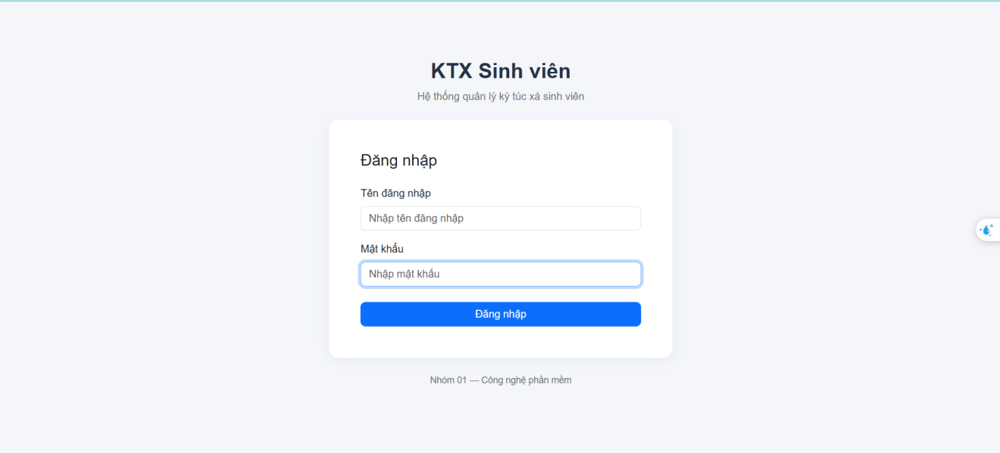 KTX Sinh viên
Hệ thống quản lý ký túc xá sinh viên
Đăng nhập
Tên đăng nhập
Nhập tên đăng nhập
Mật khẩu
Nhập mật khẩu
Đăng nhập
Nhóm 01 — Công nghệ phần mềm